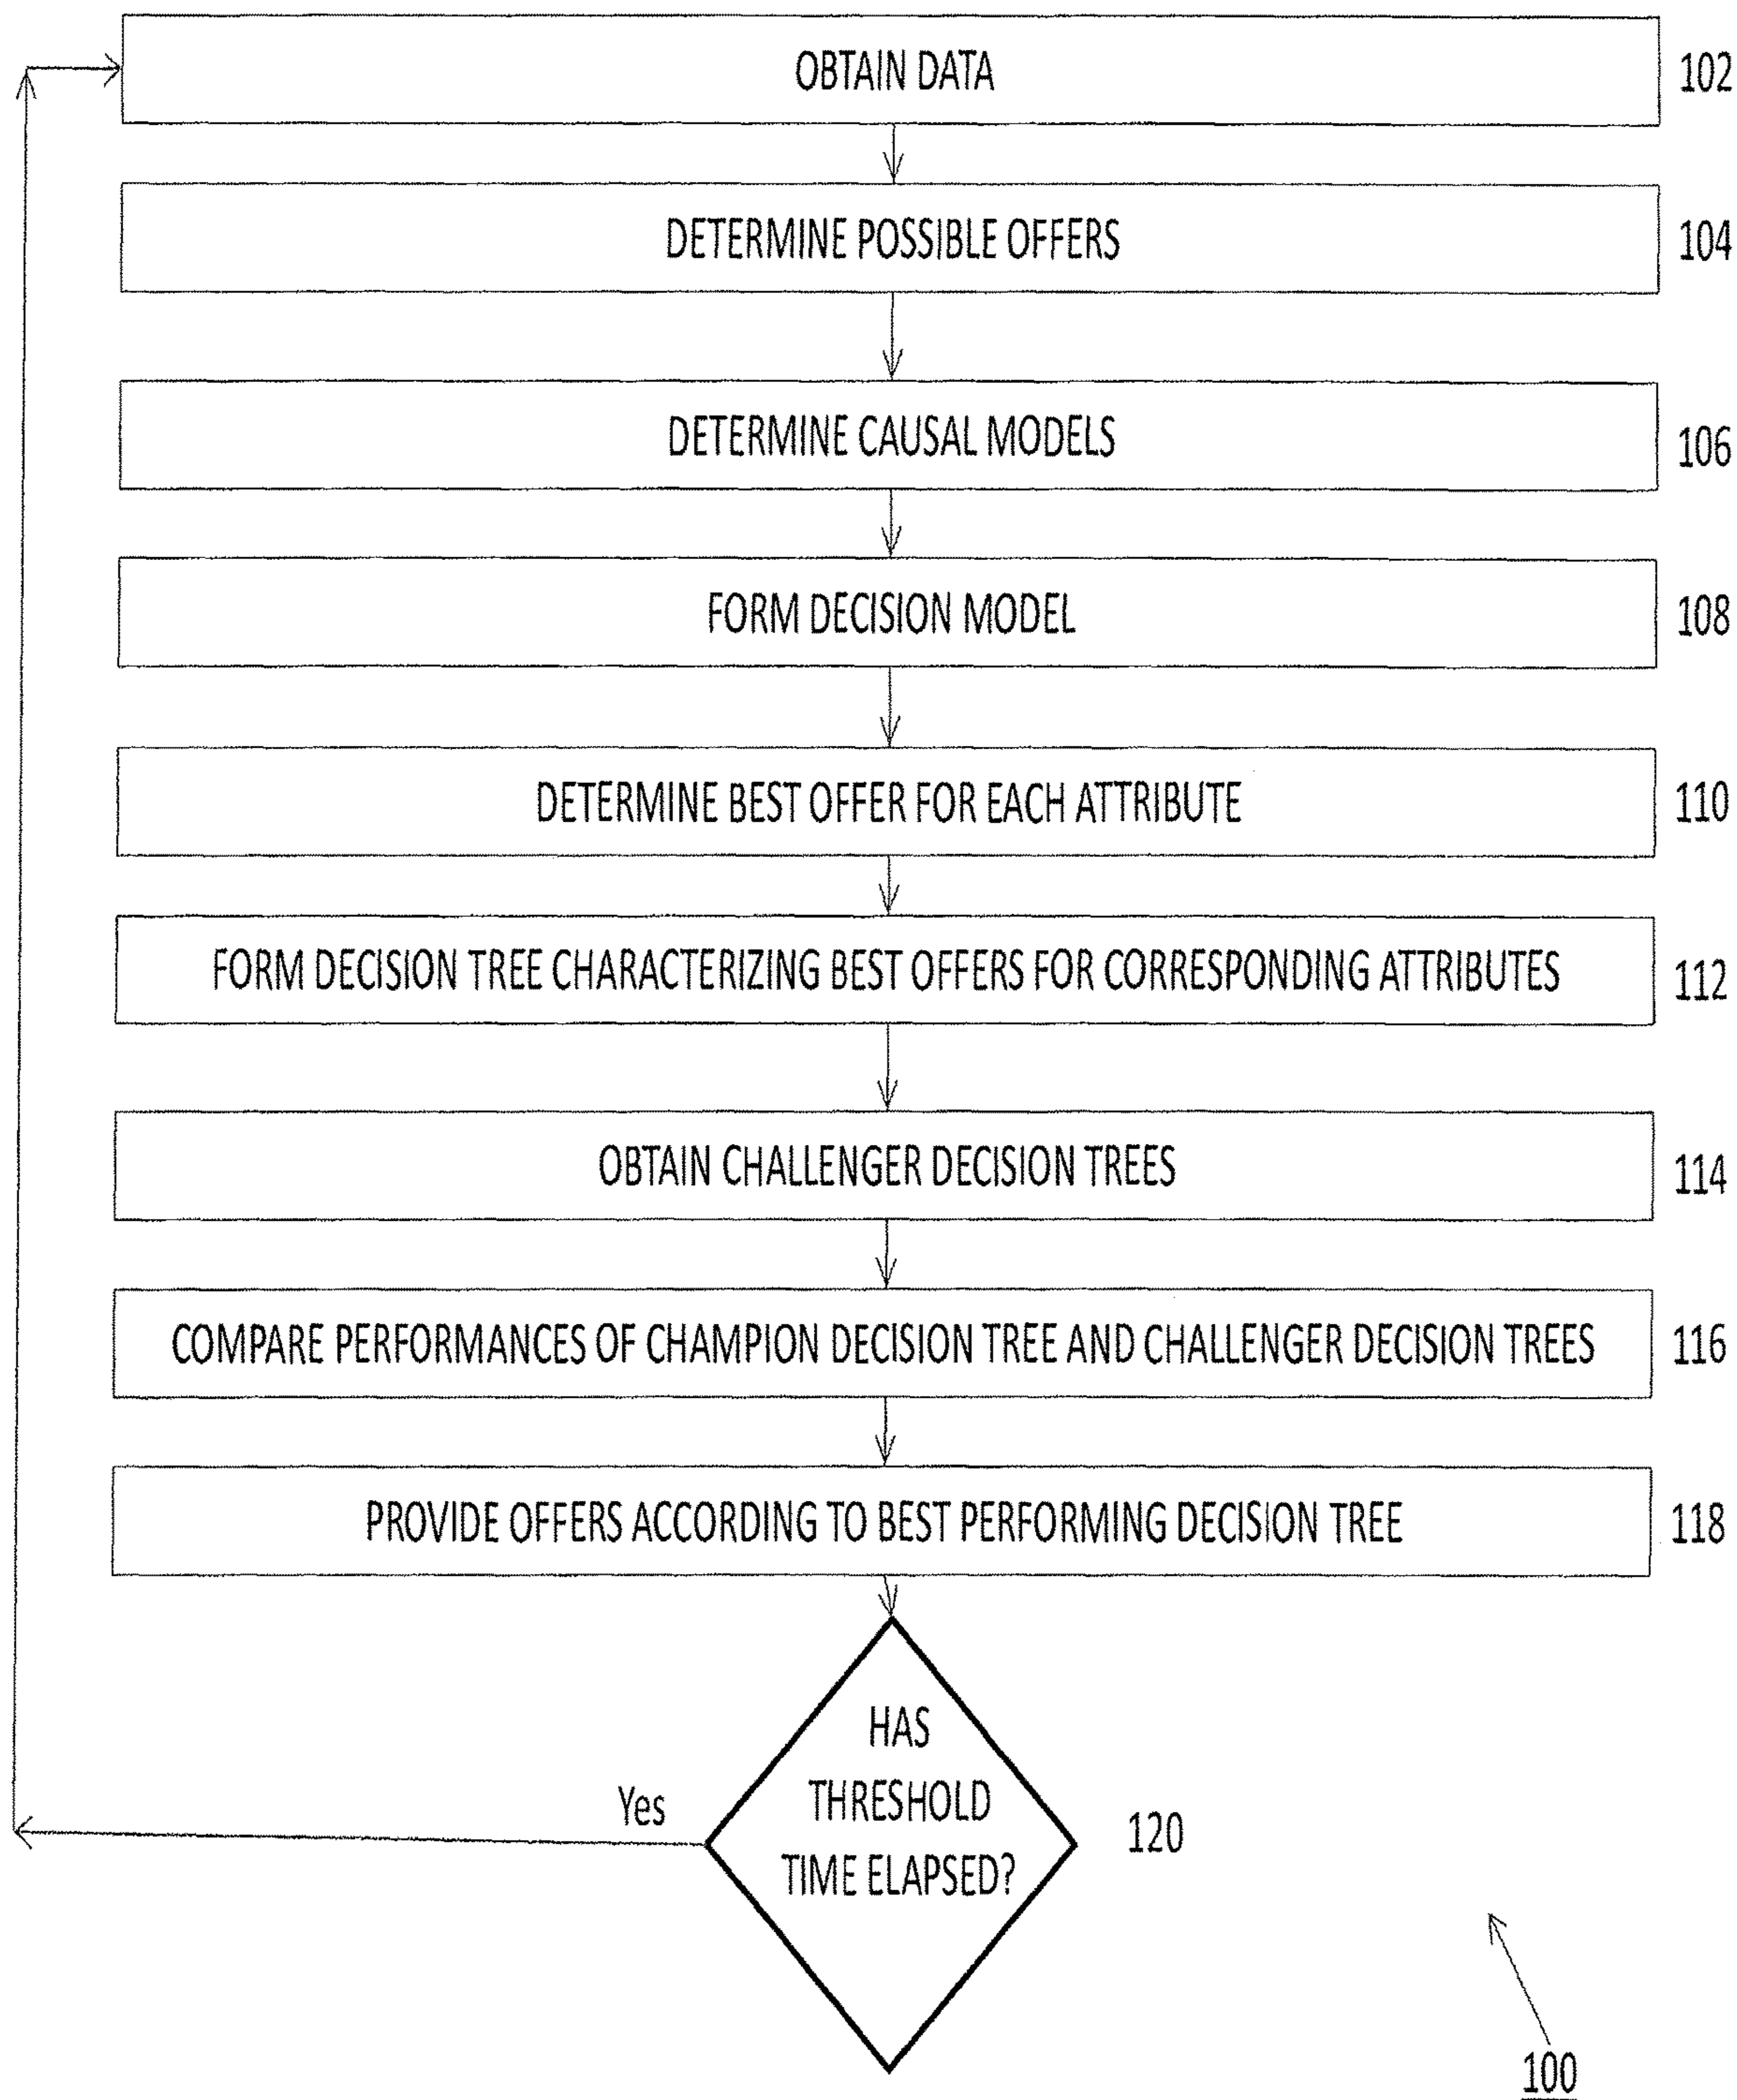 OBTAIN DATA
102
DETERMINE POSSIBLE OFFERS
104
DETERMINE CAUSAL MODELS
106
FORM DECISION MODEL
108
DETERMINE BEST OFFER FOR EACH ATTRIBUTE
110
FORM DECISION TREE CHARACTERIZING BEST OFFERS FOR CORRESPONDING ATTRIBUTES
112
OBTAIN CHALLENGER DECISION TREES
114
COMPARE PERFORMANCES OF CHAMPION DECISION TREE AND CHALLENGER DECISION TREES
116
PROVIDE OFFERS ACCORDING TO BEST PERFORMING DECISION TREE
118
HAS
THRESHOLD
TIME ELAPSED?
Yes
120
100